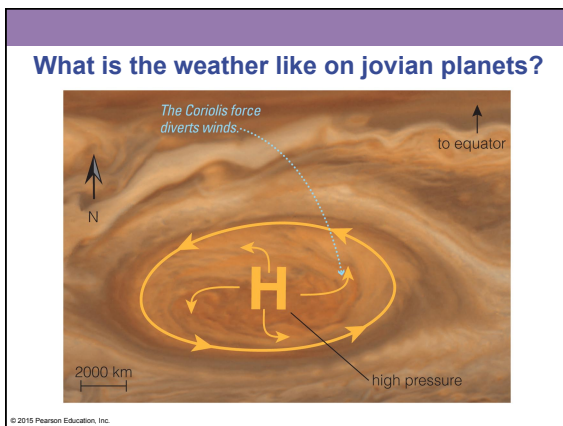 What is the weather like on jovian planets?
The Coriolis force
diverts winds.
to equator
N
H
2000 km
high pressure
© 2015 Pearson Education, Inc.